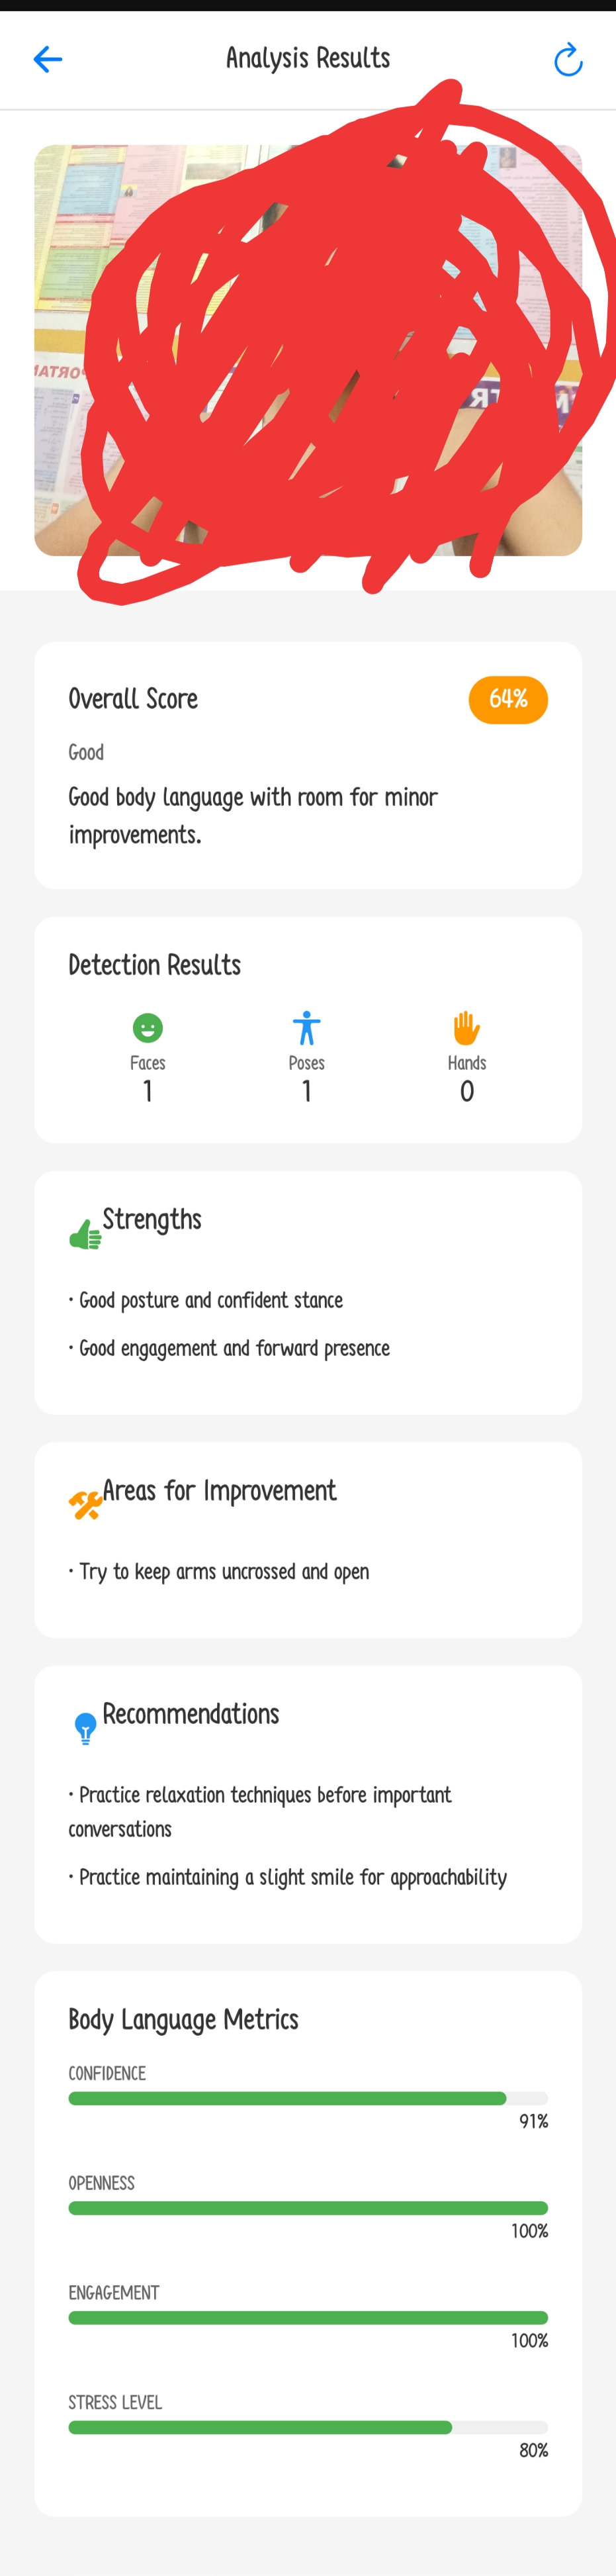 Analysis Results
Overall Score
64%
Good
Good body language with room for minor
improvements.
Detection Results
Faces
Poses
Hands
1
1
0
Strengths
· Good posture and confident stance
· Good engagement and forward presence
Areas for Improvement
· Try to keep arms uncrossed and open
Recommendations
· Practice relaxation techniques before important
conversations
· Practice maintaining a slight smile for approachability
Body Language Metrics
CONFIDENCE
91%
OPENNESS
100%
ENGAGEMENT
100%
STRESS LEVEL
80%